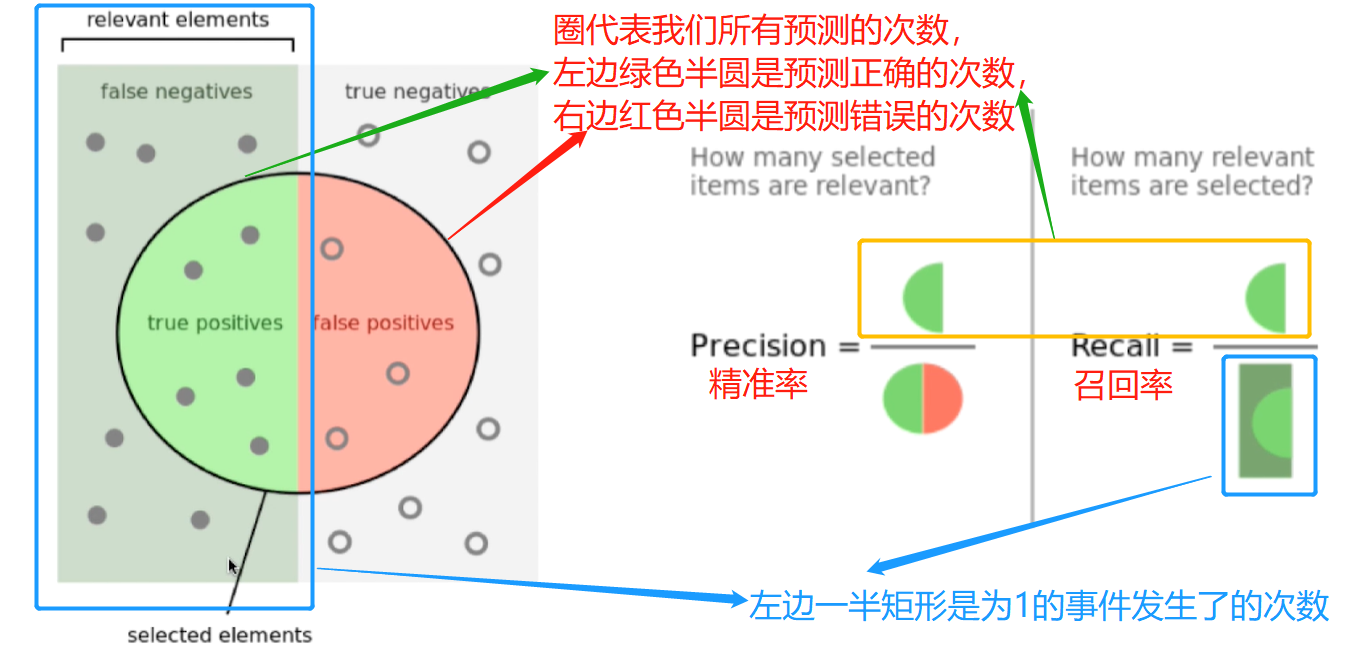 relevant elements
false negatives
true negatives
true positives
false positives
selected elements
圈代表我们所有预测的次数，
左边绿色半圆是预测正确的次数，
右边红色半圆是预测错误的次数
How many selected
items are relevant?
Precision =
精准率
How many relevant
items are selected?
Recall =
召回率
左边一半矩形是为1的事件发生了的次数